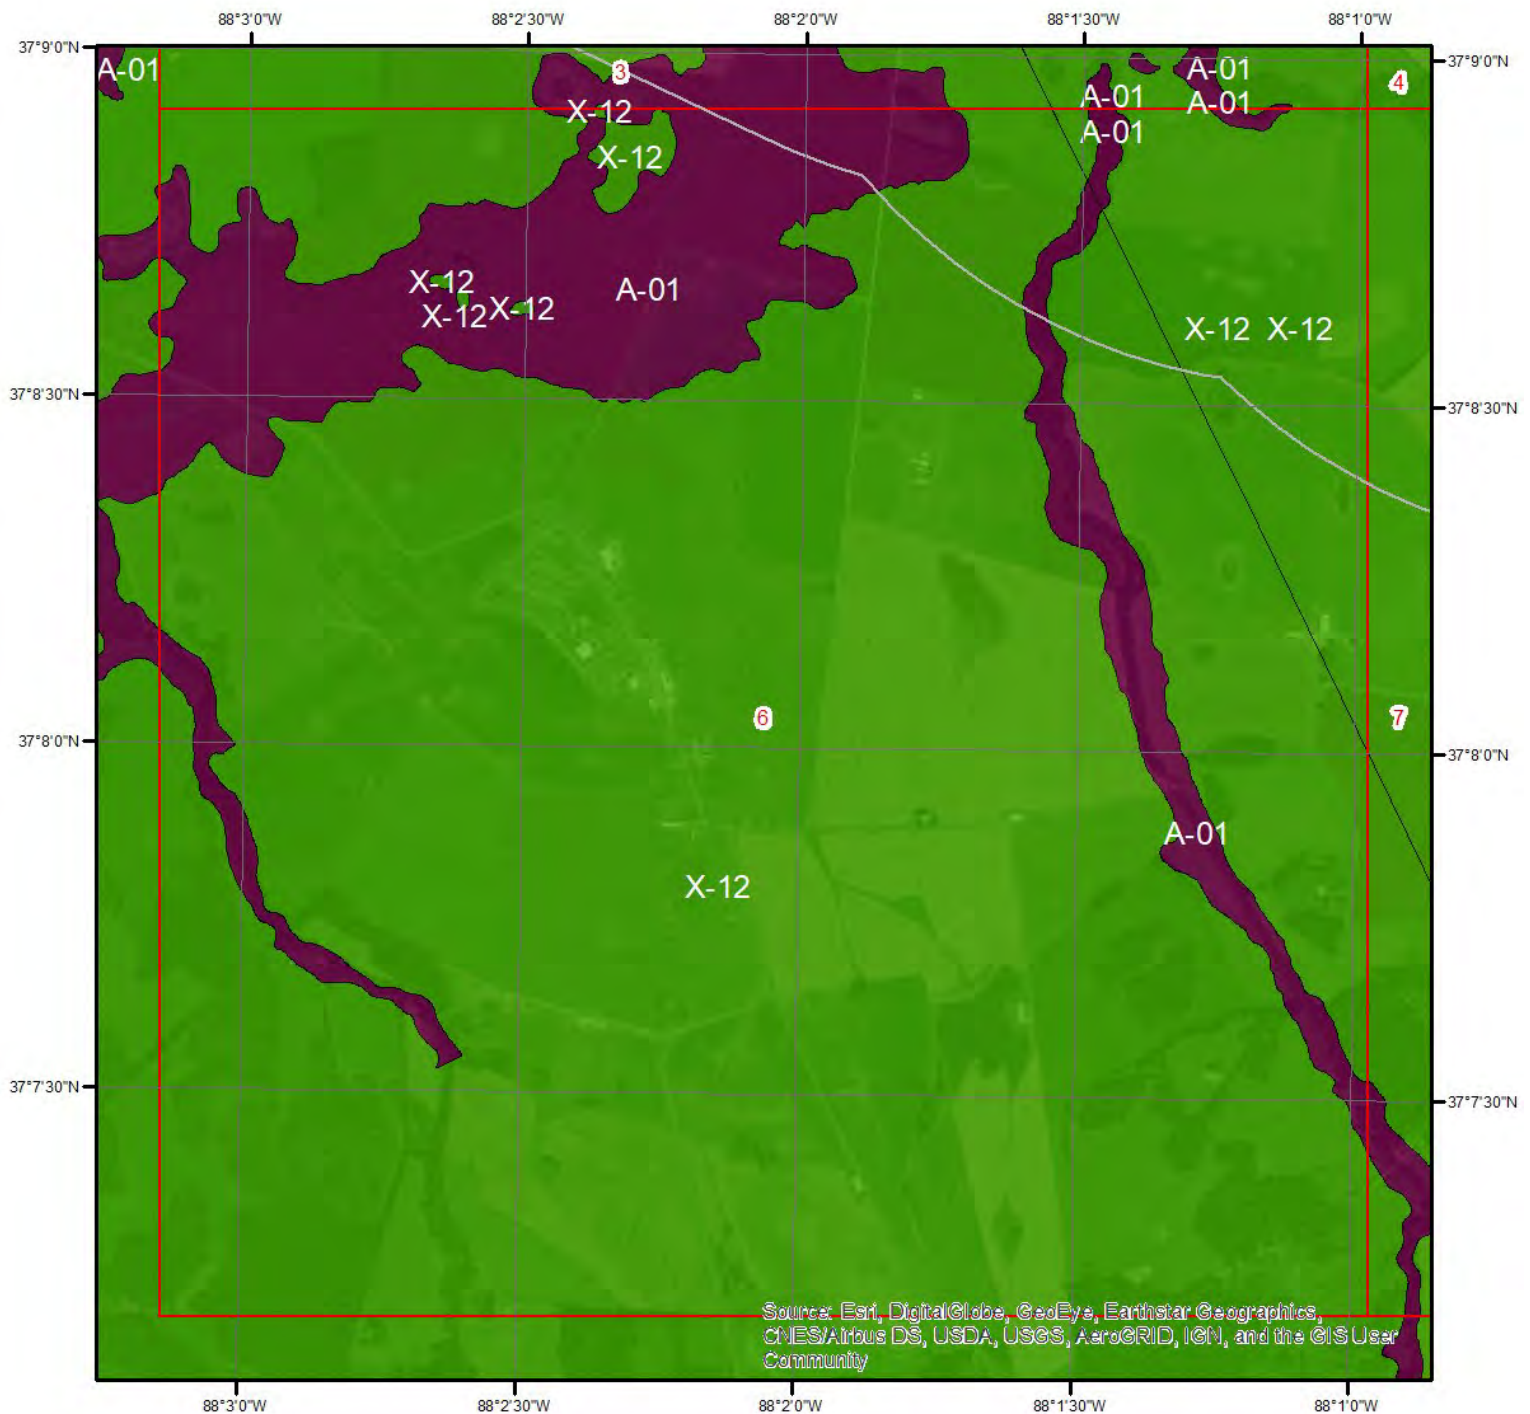 88°3'0"W 88°2'30"W 88°2'0"W 88°1'30"W 88°1'0"W
37°9'0"N 37°9'0"N
A-01 3 A-01 4
A-01 A-01
X-12 A-01
X-12
X-12 A-01
X-12 X-12
X-12 X-12
37°8'30"N 37°8'30"N
6 7
37°8'0"N 37°8'0"N
A-01
X-12
37°7'30"N 37°7'30"N
Source: Esri, DigitalGlobe, GeoEye, Earthstar Geographics,
CNES/Airbus DS, USDA, USGS, AeroGRID, IGN, and the GIS User
Community
88°3'0"W 88°2'30"W 88°2'0"W 88°1'30"W 88°1'0"W